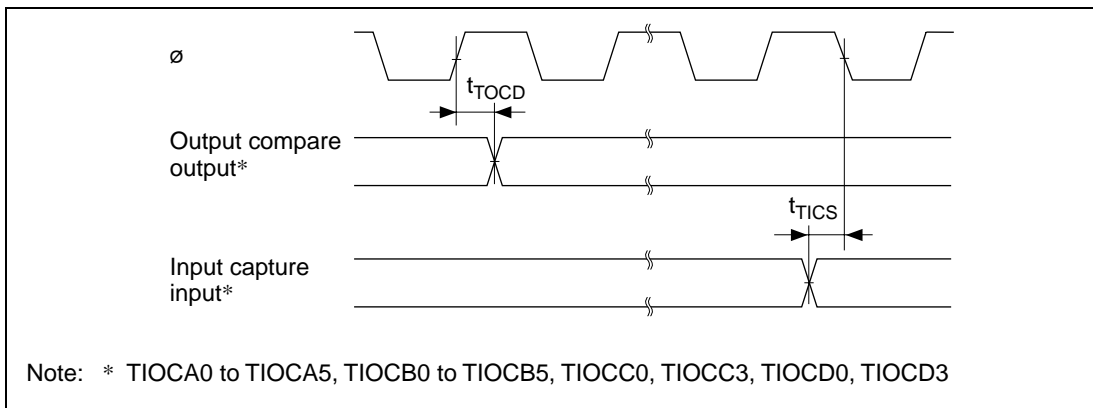 ø
tTOCD
Output compare
output*
tTICS
Input capture
input*
Note: * TIOCA0 to TIOCA5, TIOCB0 to TIOCB5, TIOCC0, TIOCC3, TIOCD0, TIOCD3